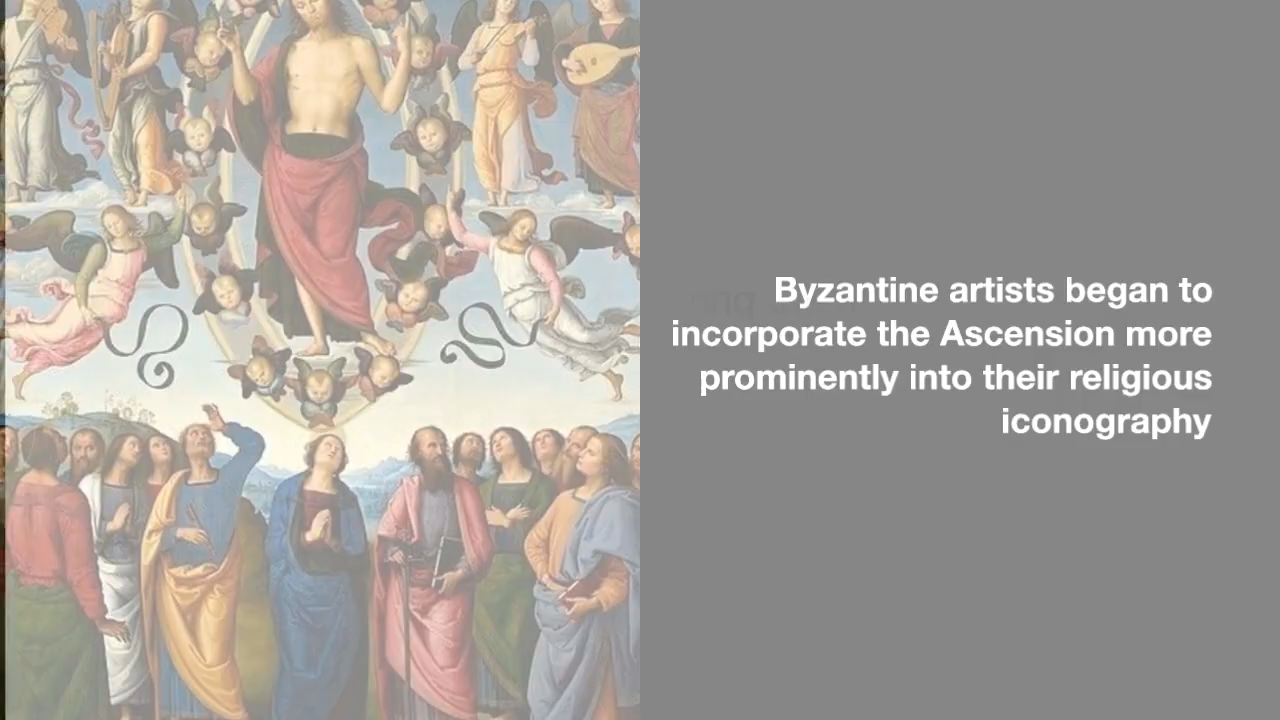 Byzantine artists began to
incorporate the Ascension more
prominently into their religious
iconography